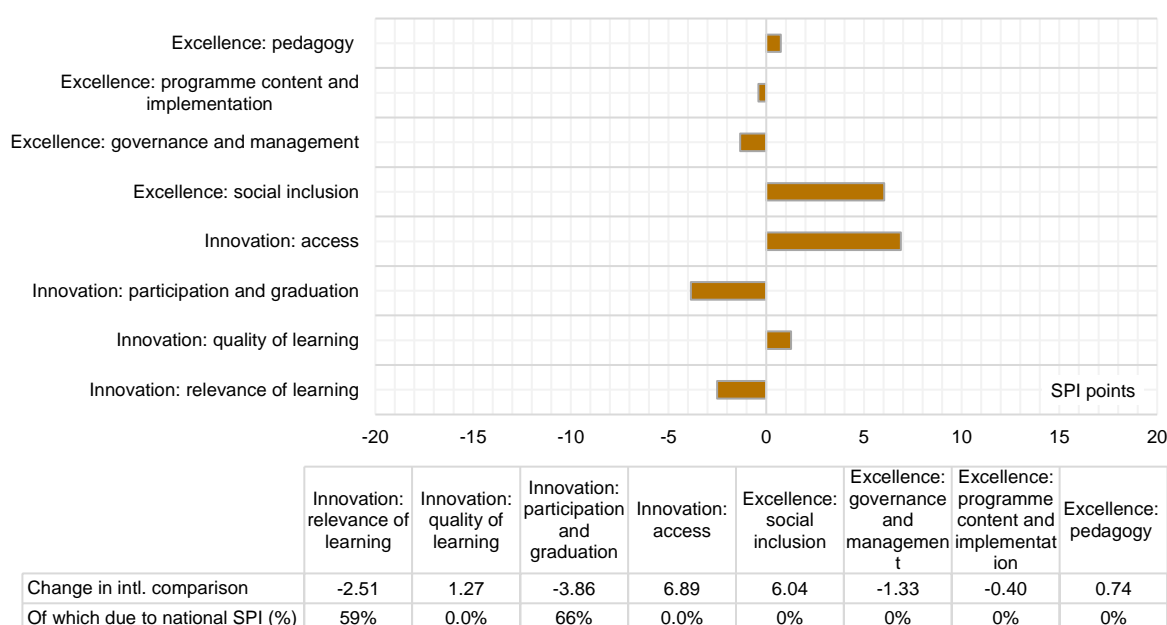 Excellence: pedagogy
Excellence: programme content and
implementation
Excellence: governance and management
Excellence: social inclusion
Innovation: access
Innovation: participation and graduation
Innovation: quality of learning
Innovation: relevance of learning
SPI points
-20 -15 -10 -5 0 5 10 15 20
Innovation:
relevance of
learning
Innovation:
quality of
learning
Innovation:
participation
and
graduation
Innovation:
access
Excellence:
social
inclusion
Excellence:
governance
and
managemen
t
Excellence:
programme
content and
implementat
ion
Excellence:
pedagogy
Change in intl. comparison -2.51 1.27 -3.86 6.89 6.04 -1.33 -0.40 0.74
Of which due to national SPI (%) 59% 0.0% 66% 0.0% 0% 0% 0% 0%